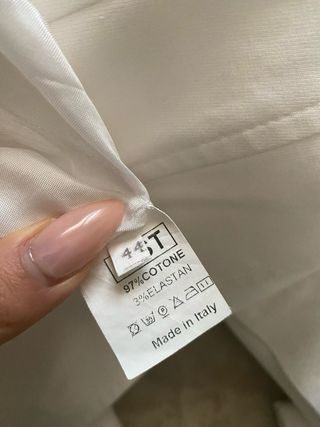 44
97%COTONE
3%ELASTAN
Made in Italy